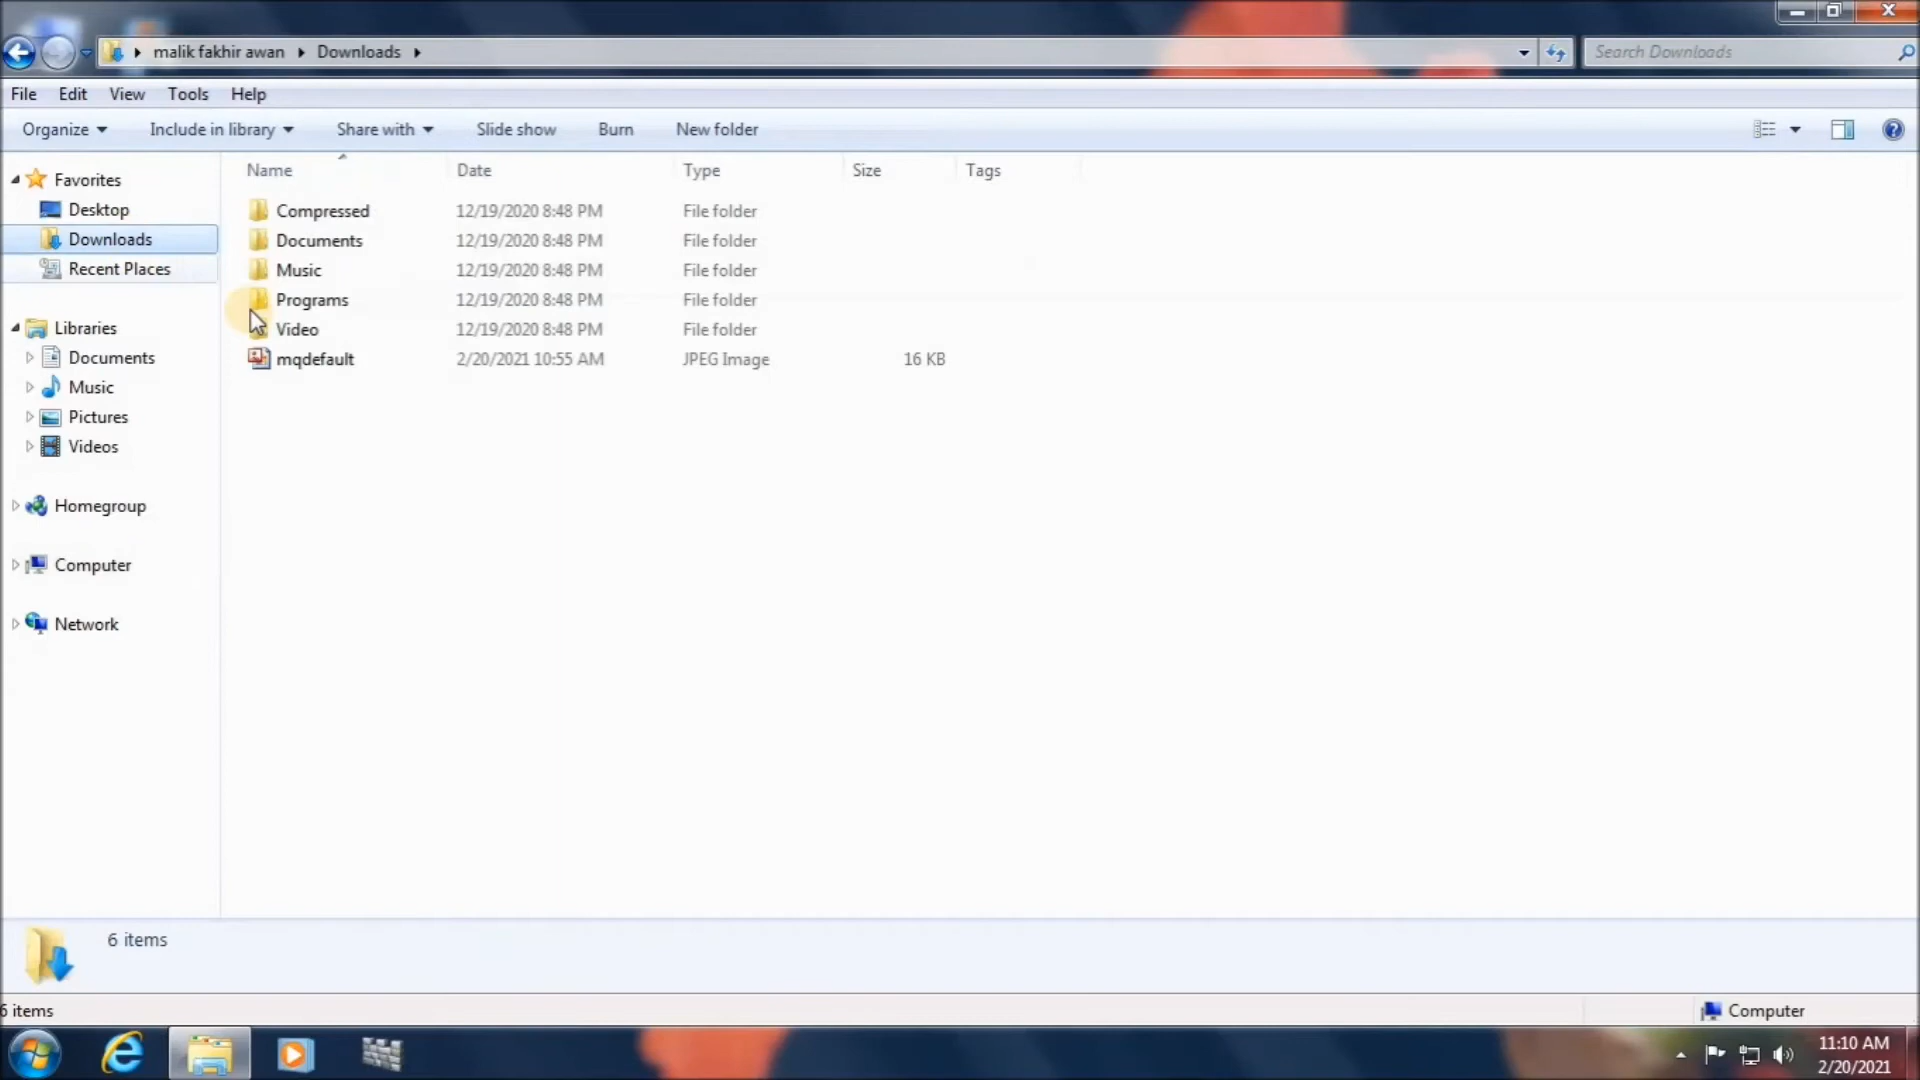 malik fakhir awan Downloads
Search Downloads
File Edit View Tools Help
Organize Include in library Share with Slide show Burn New folder
Name Date Type Size Tags
Favorites
Desktop
Downloads
Recent Places
Libraries
Documents
Music
Pictures
Videos
Homegroup
Computer
Network
Compressed 12/19/2020 8:48 PM File folder
Documents 12/19/2020 8:48 PM File folder
Music 12/19/2020 8:48 PM File folder
Programs 12/19/2020 8:48 PM File folder
Video 12/19/2020 8:48 PM File folder
mqdefault 2/20/2021 10:55 AM JPEG Image 16 KB
6 items
6 items
Computer
11:10 AM
2/20/2021